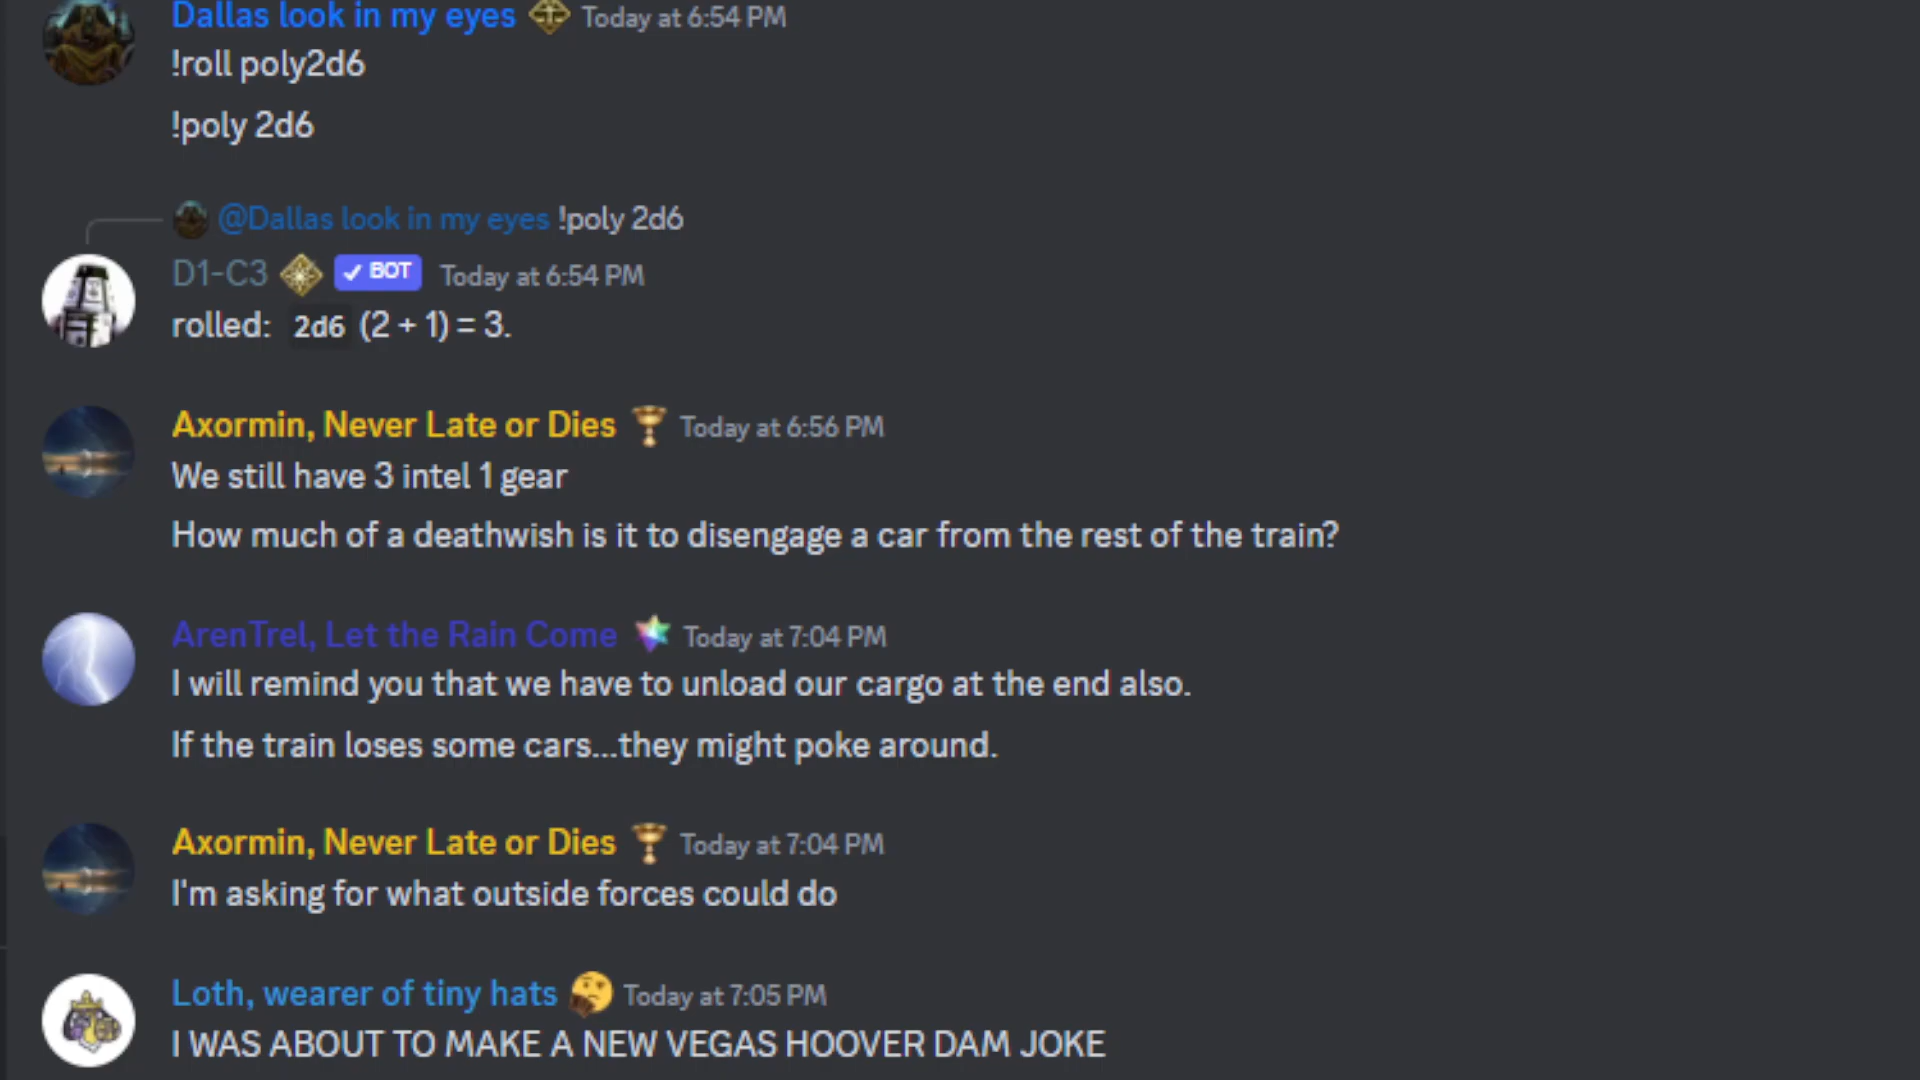 Dallas look in my eyes Today at 6:54 PM
!roll poly2d6
!poly 2d6
@Dallas look in my eyes !poly 2d6
D1-C3 ✓ BOT Today at 6:54 PM
rolled: 2d6 (2 + 1) = 3.
Axormin, Never Late or Dies Today at 6:56 PM
We still have 3 intel 1 gear
How much of a deathwish is it to disengage a car from the rest of the train?
ArenTrel, Let the Rain Come Today at 7:04 PM
I will remind you that we have to unload our cargo at the end also.
If the train loses some cars...they might poke around.
Axormin, Never Late or Dies Today at 7:04 PM
I'm asking for what outside forces could do
Loth, wearer of tiny hats Today at 7:05 PM
I WAS ABOUT TO MAKE A NEW VEGAS HOOVER DAM JOKE